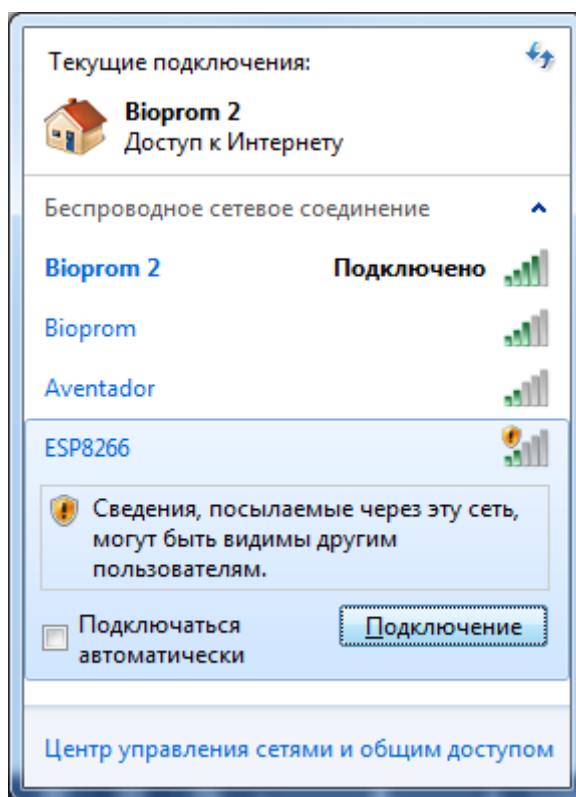 Текущие подключения:
Bioprom 2
Доступ к Интернету
Беспроводное сетевое соединение
Bioprom 2 Подключено
Bioprom
Aventador
ESP8266
Сведения, посылаемые через эту сеть,
могут быть видимы другим
пользователям.
Подключаться
автоматически
Подключение
Центр управления сетями и общим доступом